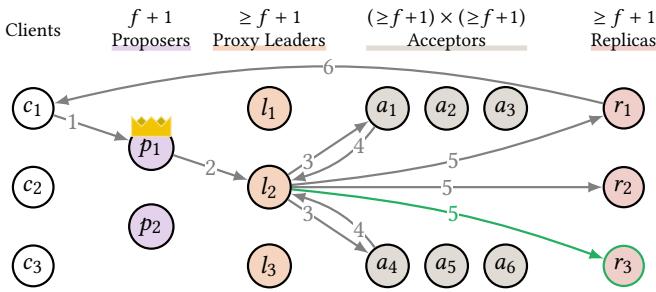 f + 1 ≥ f + 1 (≥f+1) × (≥f+1) ≥ f + 1
Clients Proposers Proxy Leaders Acceptors Replicas
6
c1 l1 a1 a2 a3 r1
1 p1 3 4
2 5
c2 l2 5 r2
p2 3 4 5
c3 l3 a4 a5 a6 r3